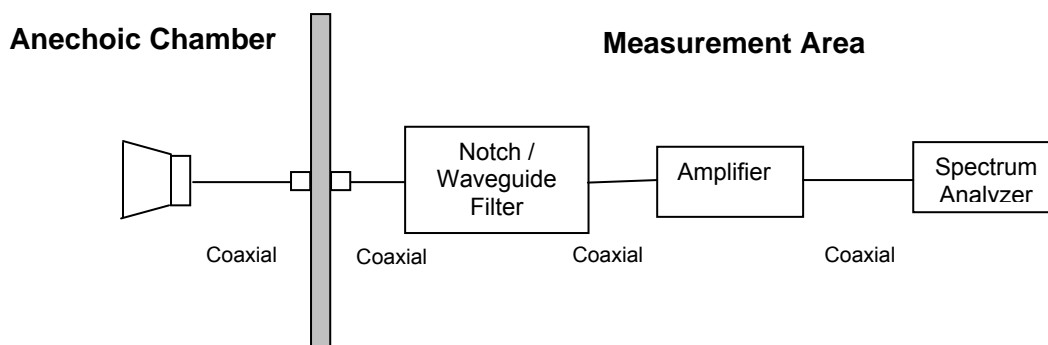 Anechoic Chamber
Measurement Area
Notch /
Waveguide
Filter
Amplifier
Spectrum
Analyzer
Coaxial
Coaxial
Coaxial
Coaxial